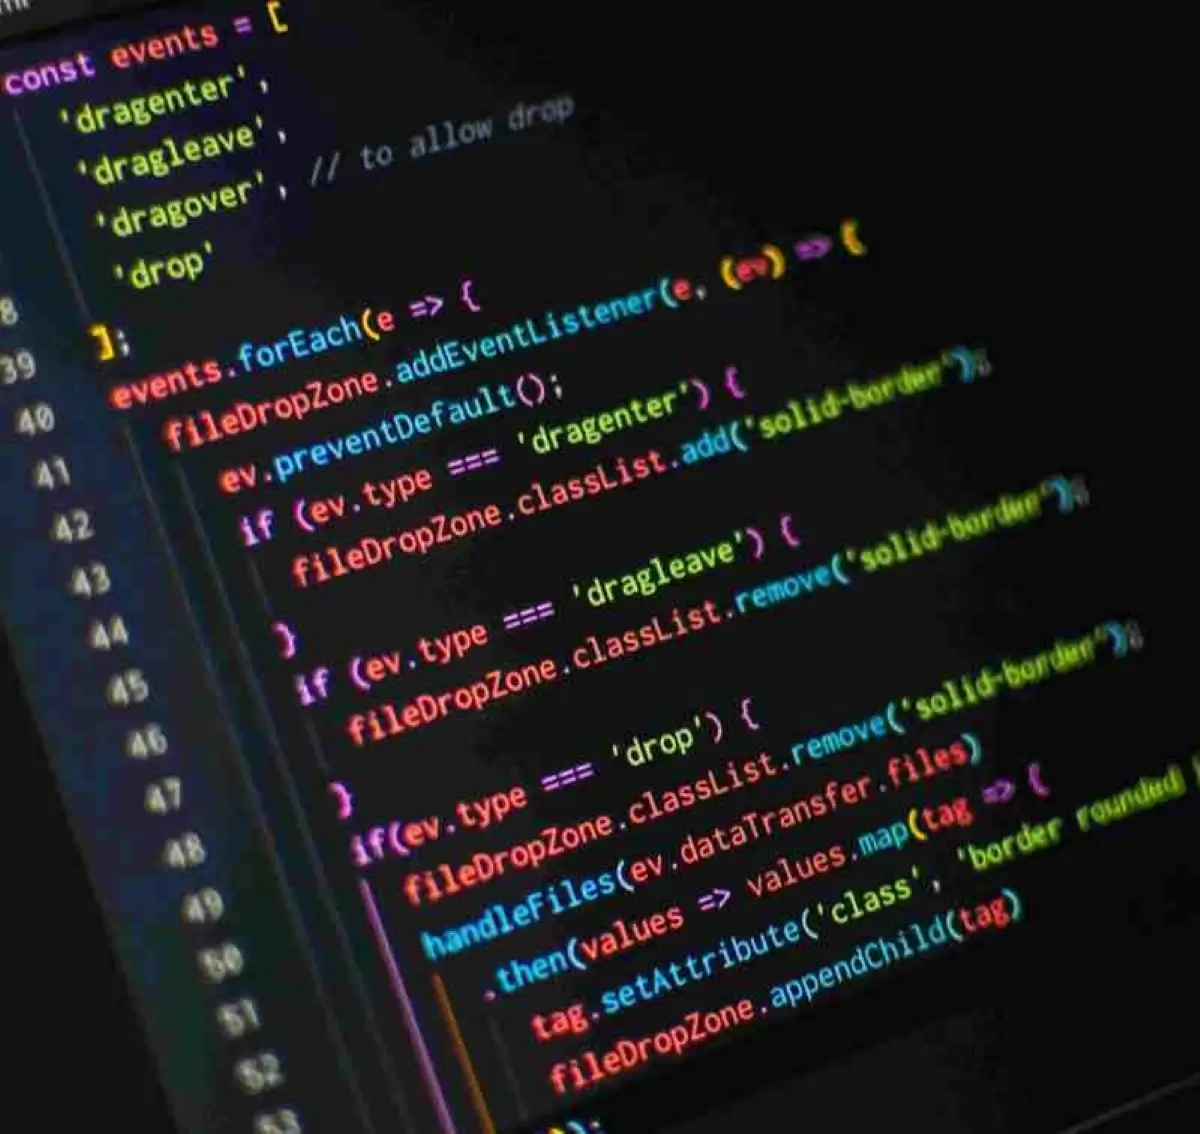 const events = [
'dragenter',
'dragleave',
'dragover', // to allow drop
'drop'
];
events.forEach(e => {
fileDropZone.addEventListener(e, (ev) => {
ev.preventDefault();
if (ev.type === 'dragenter') {
fileDropZone.classList.add('solid-border');
}
if (ev.type === 'dragleave') {
fileDropZone.classList.remove('solid-border');
}
if(ev.type === 'drop') {
fileDropZone.classList.remove('solid-border');
handleFiles(ev.dataTransfer.files)
.then(values => values.map(tag => {
tag.setAttribute('class', 'border rounded
fileDropZone.appendChild(tag)
8
39
40
41
42
43
44
45
46
47
48
49
50
51
52
53